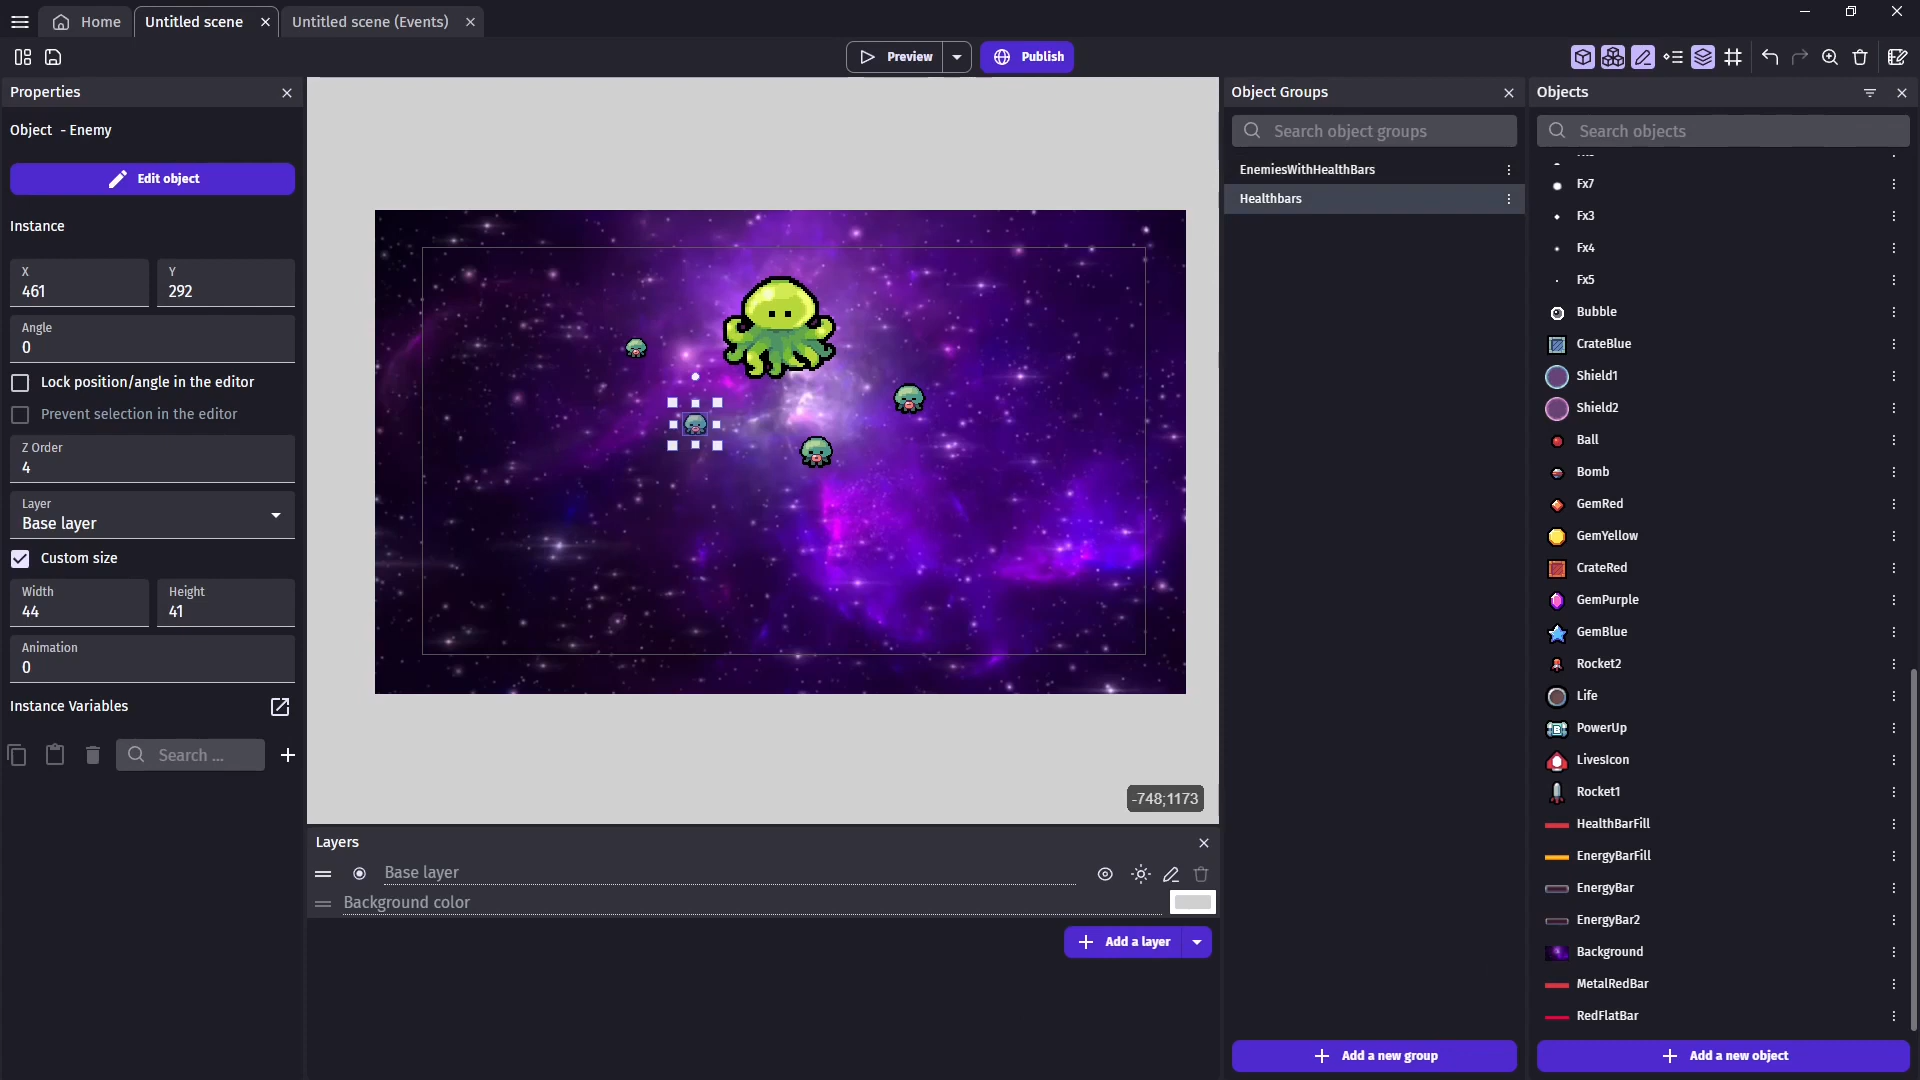 Home
Untitled scene
Untitled scene (Events)
Preview
Publish
Properties
Object - Enemy
Edit object
Instance
X
461
Y
292
Angle
0
Lock position/angle in the editor
Prevent selection in the editor
Z Order
4
Layer
Base layer
Custom size
Width
44
Height
41
Animation
0
Instance Variables
Search ...
-748;1173
Layers
Base layer
Background color
Add a layer
Object Groups
Search object groups
EnemiesWithHealthBars
Healthbars
Add a new group
Objects
Search objects
Fx7
Fx3
Fx4
Fx5
Bubble
CrateBlue
Shield1
Shield2
Ball
Bomb
GemRed
GemYellow
CrateRed
GemPurple
GemBlue
Rocket2
Life
PowerUp
LivesIcon
Rocket1
HealthBarFill
EnergyBarFill
EnergyBar
EnergyBar2
Background
MetalRedBar
RedFlatBar
Add a new object